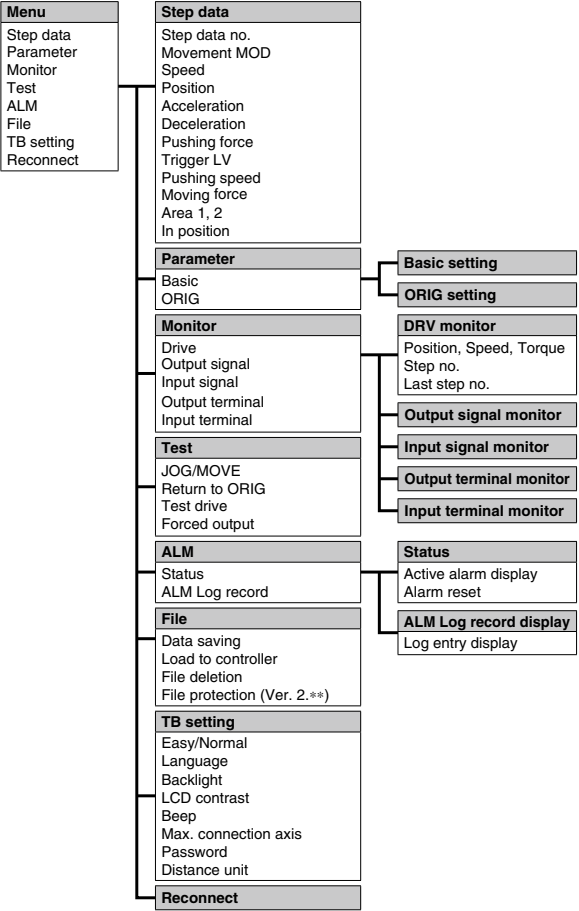 Menu
Step data
Parameter
Monitor
Test
ALM
File
TB setting
Reconnect
Step data
Step data no.
Movement MOD
Speed
Position
Acceleration
Deceleration
Pushing force
Trigger LV
Pushing speed
Moving force
Area 1, 2
In position
Parameter
Basic
ORIG
Basic setting
ORIG setting
Monitor
Drive
Output signal
Input signal
Output terminal
Input terminal
DRV monitor
Position, Speed, Torque
Step no.
Last step no.
Output signal monitor
Input signal monitor
Output terminal monitor
Input terminal monitor
Test
JOG/MOVE
Return to ORIG
Test drive
Forced output
ALM
Status
ALM Log record
Status
Active alarm display
Alarm reset
ALM Log record display
Log entry display
File
Data saving
Load to controller
File deletion
File protection (Ver. 2.**)
TB setting
Easy/Normal
Language
Backlight
LCD contrast
Beep
Max. connection axis
Password
Distance unit
Reconnect